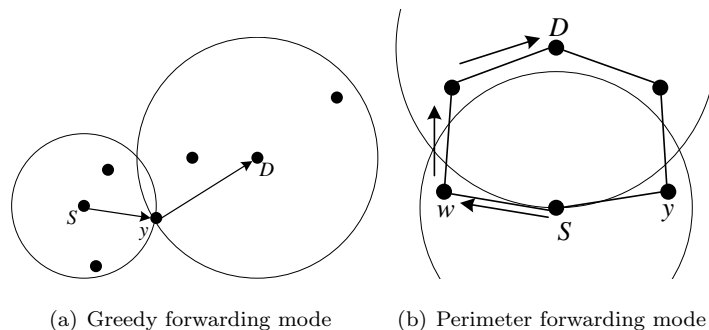 S
y
D
D
w
S
y
(a) Greedy forwarding mode
(b) Perimeter forwarding mode